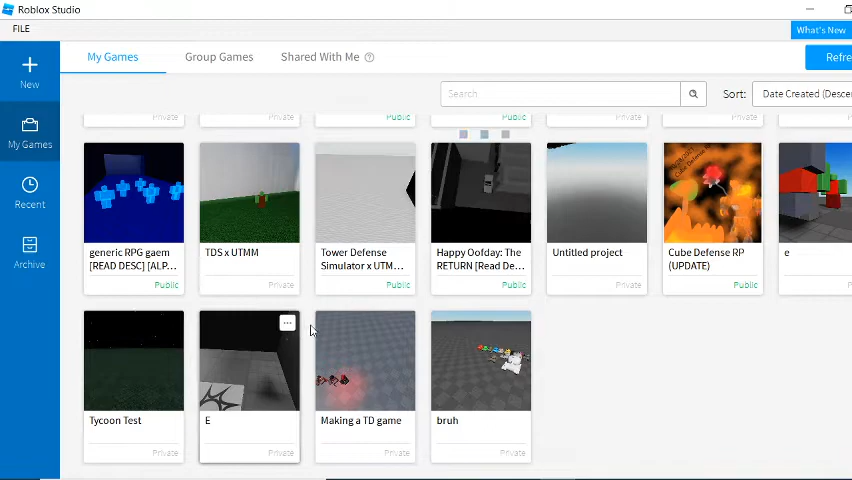 Roblox Studio
FILE
What's New
My Games
Group Games
Shared With Me
Refre
New
Search
Sort:
Date Created (Descen
My Games
Private
Private
Public
Public
Private
Public
Recent
Archive
generic RPG gaem
[READ DESC] [ALP...
Public
TDS x UTMM
Private
Tower Defense
Simulator x UTM...
Public
Happy Oofday: The
RETURN [Read De...
Public
Untitled project
Private
Cube Defense RP
(UPDATE)
Public
e
Tycoon Test
Private
E
Private
Making a TD game
Private
bruh
Private